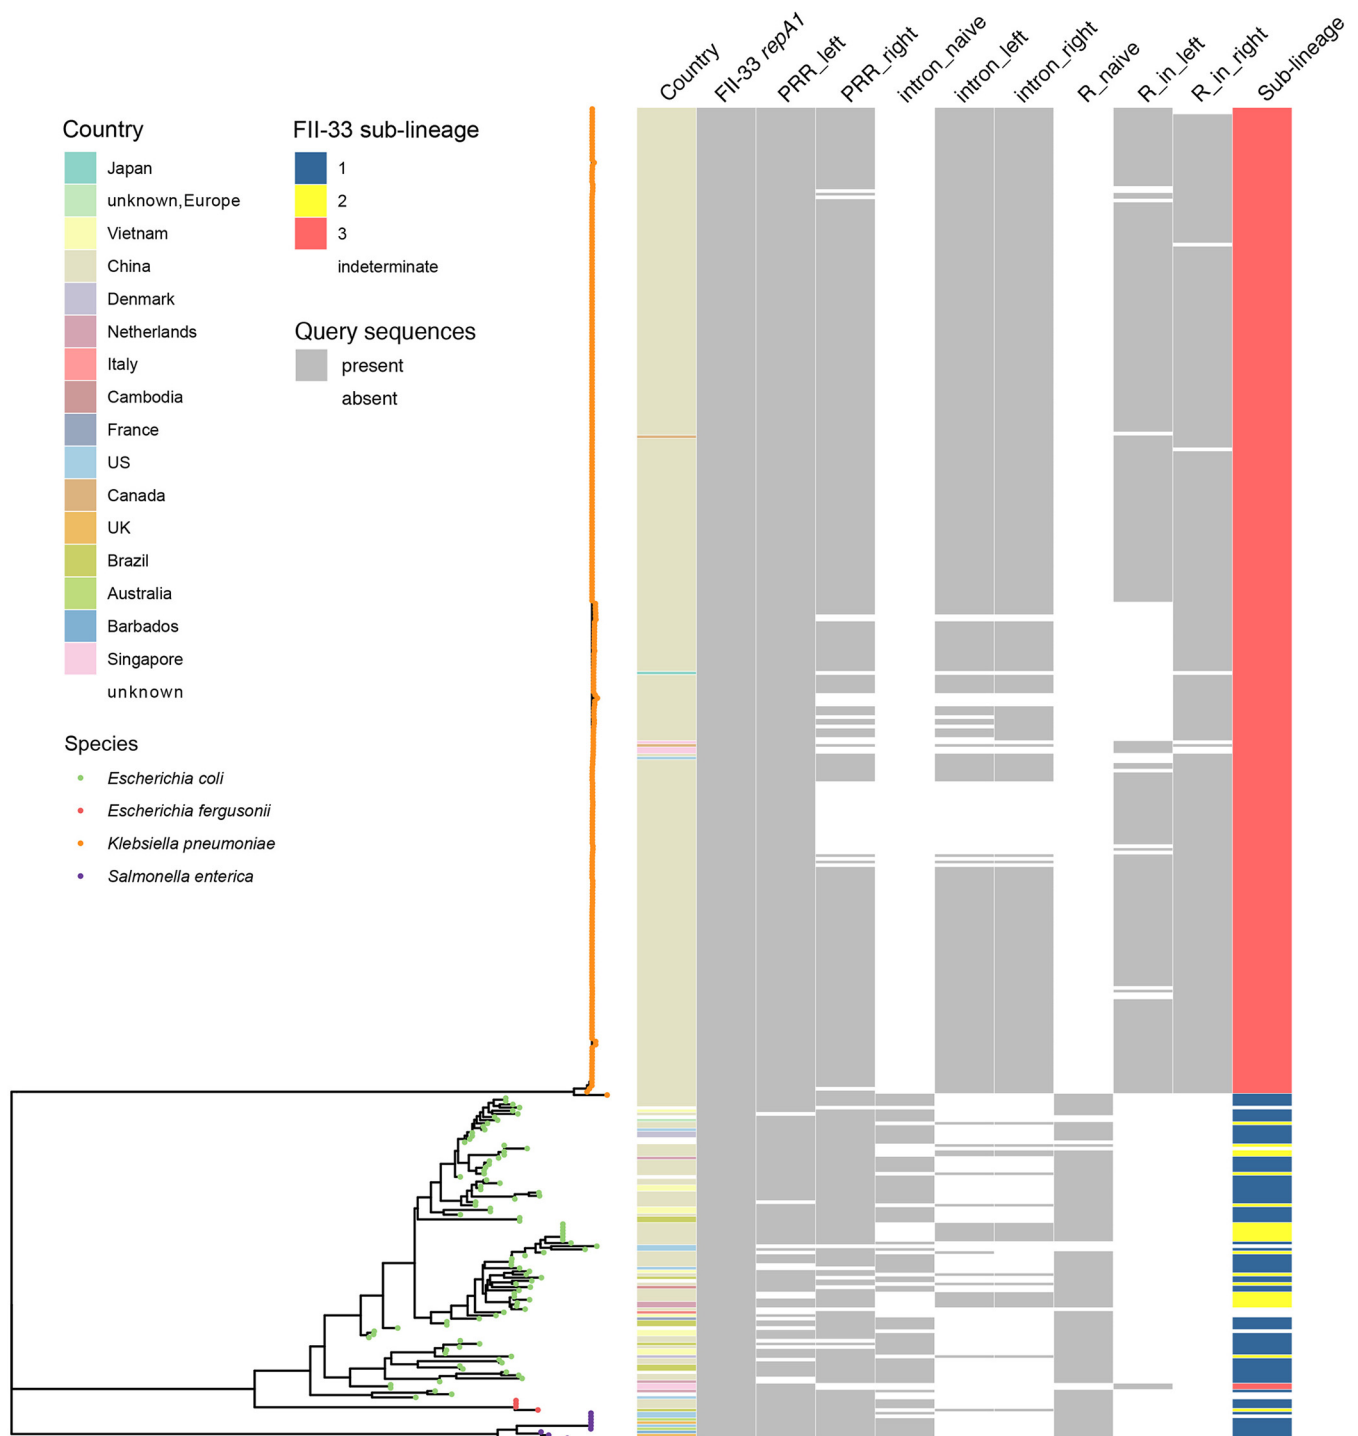 Country
FII-33 repA1
PRR_left
PRR_right
intron_naive
intron_left
intron_right
R_naive
R_in_left
R_in_right
Sub-lineage
Country
Japan
unknown,Europe
Vietnam
China
Denmark
Netherlands
Italy
Cambodia
France
US
Canada
UK
Brazil
Australia
Barbados
Singapore
unknown
FII-33 sub-lineage
1
2
3
indeterminate
Query sequences
present
absent
Species
Escherichia coli
Escherichia fergusonii
Klebsiella pneumoniae
Salmonella enterica